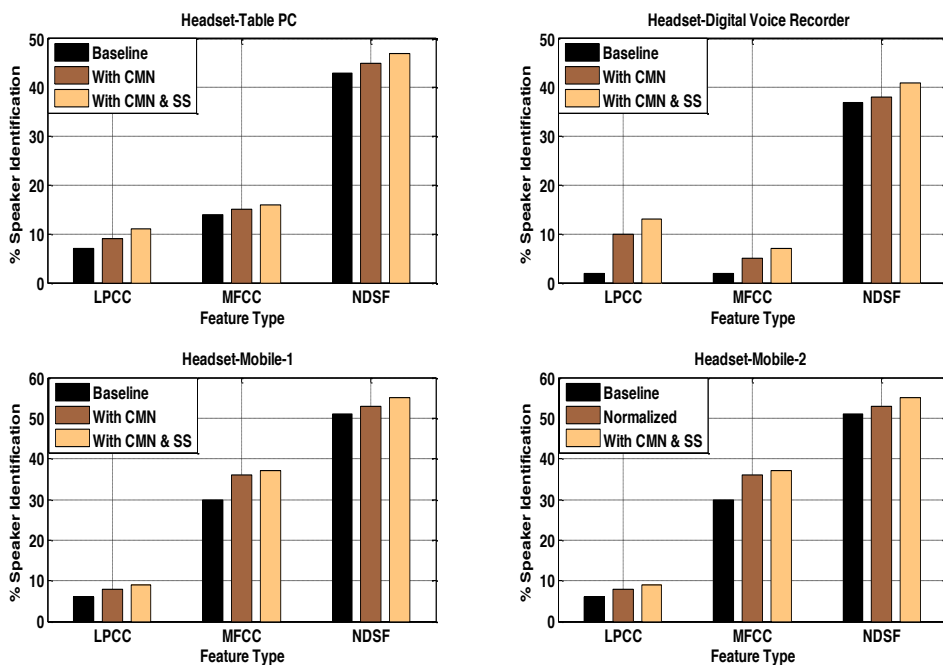 Headset-Table PC
50
40
30
20
10
0
% Speaker Identification
Baseline
With CMN
With CMN & SS
LPCC MFCC NDSF
Feature Type
Headset-Digital Voice Recorder
50
40
30
20
10
0
% Speaker Identification
Baseline
With CMN
With CMN & SS
LPCC MFCC NDSF
Feature Type
Headset-Mobile-1
60
50
40
30
20
10
0
% Speaker Identification
Baseline
With CMN
With CMN & SS
LPCC MFCC NDSF
Feature Type
Headset-Mobile-2
60
50
40
30
20
10
0
% Speaker Identification
Baseline
Normalized
With CMN & SS
LPCC MFCC NDSF
Feature Type